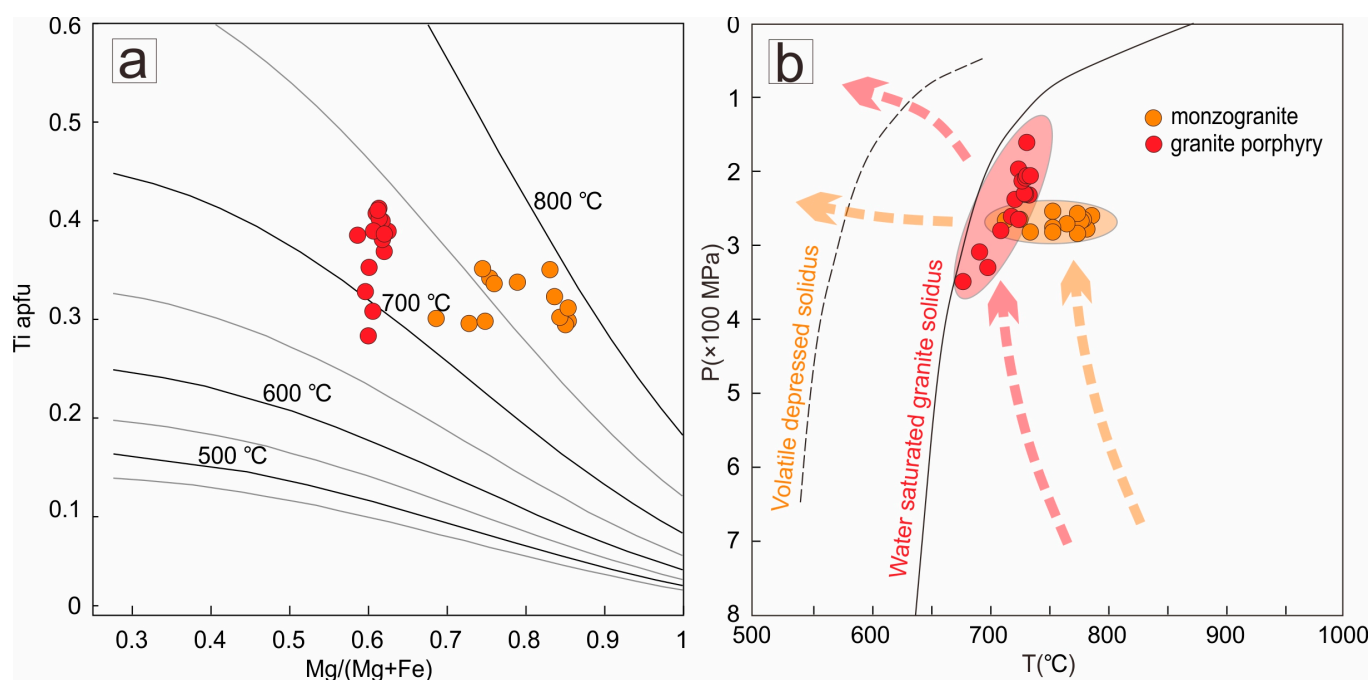 a
0.6
0.5
0.4
0.3
0.2
0.1
0
Ti apfu
800 ℃
700 ℃
600 ℃
500 ℃
0.3 0.4 0.5 0.6 0.7 0.8 0.9 1
Mg/(Mg+Fe)
b
0
1
2
3
4
5
6
7
8
P(×100 MPa)
monzogranite
granite porphyry
Volatile depressed solidus
Water saturated granite solidus
500 600 700 800 900 1000
T(℃)